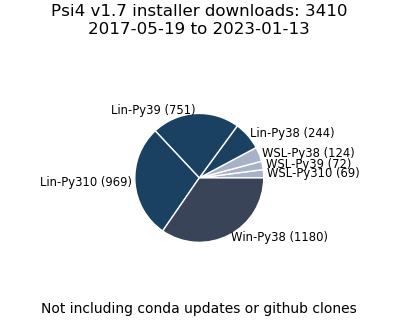 Psi4 v1.7 installer downloads: 3410
2017-05-19 to 2023-01-13
Lin-Py39 (751)
Lin-Py38 (244)
WSL-Py38 (124)
WSL-Py39 (72)
WSL-Py310 (69)
Lin-Py310 (969)
Win-Py38 (1180)
Not including conda updates or github clones